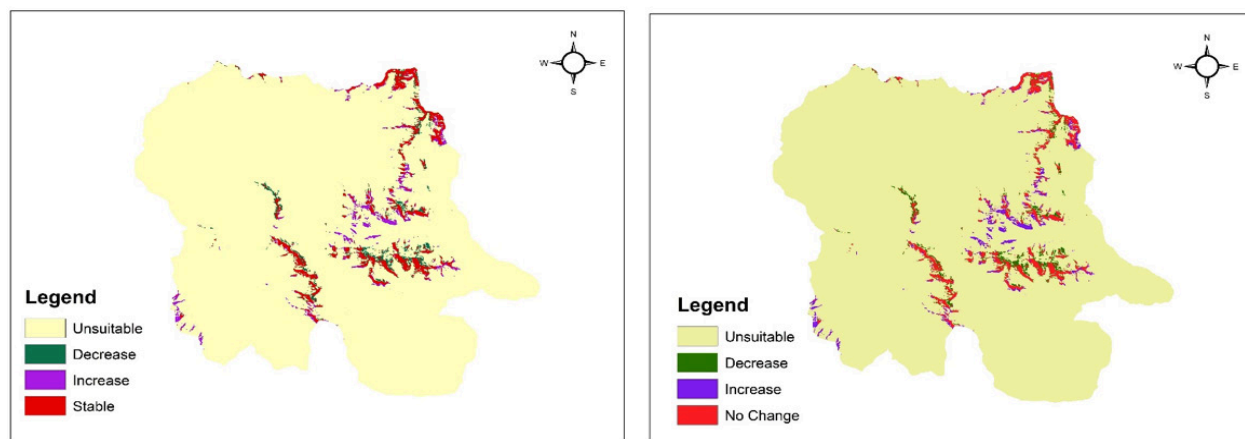 N
W E
S
Legend
Unsuitable
Decrease
Increase
Stable
N
W E
S
Legend
Unsuitable
Decrease
Increase
No Change